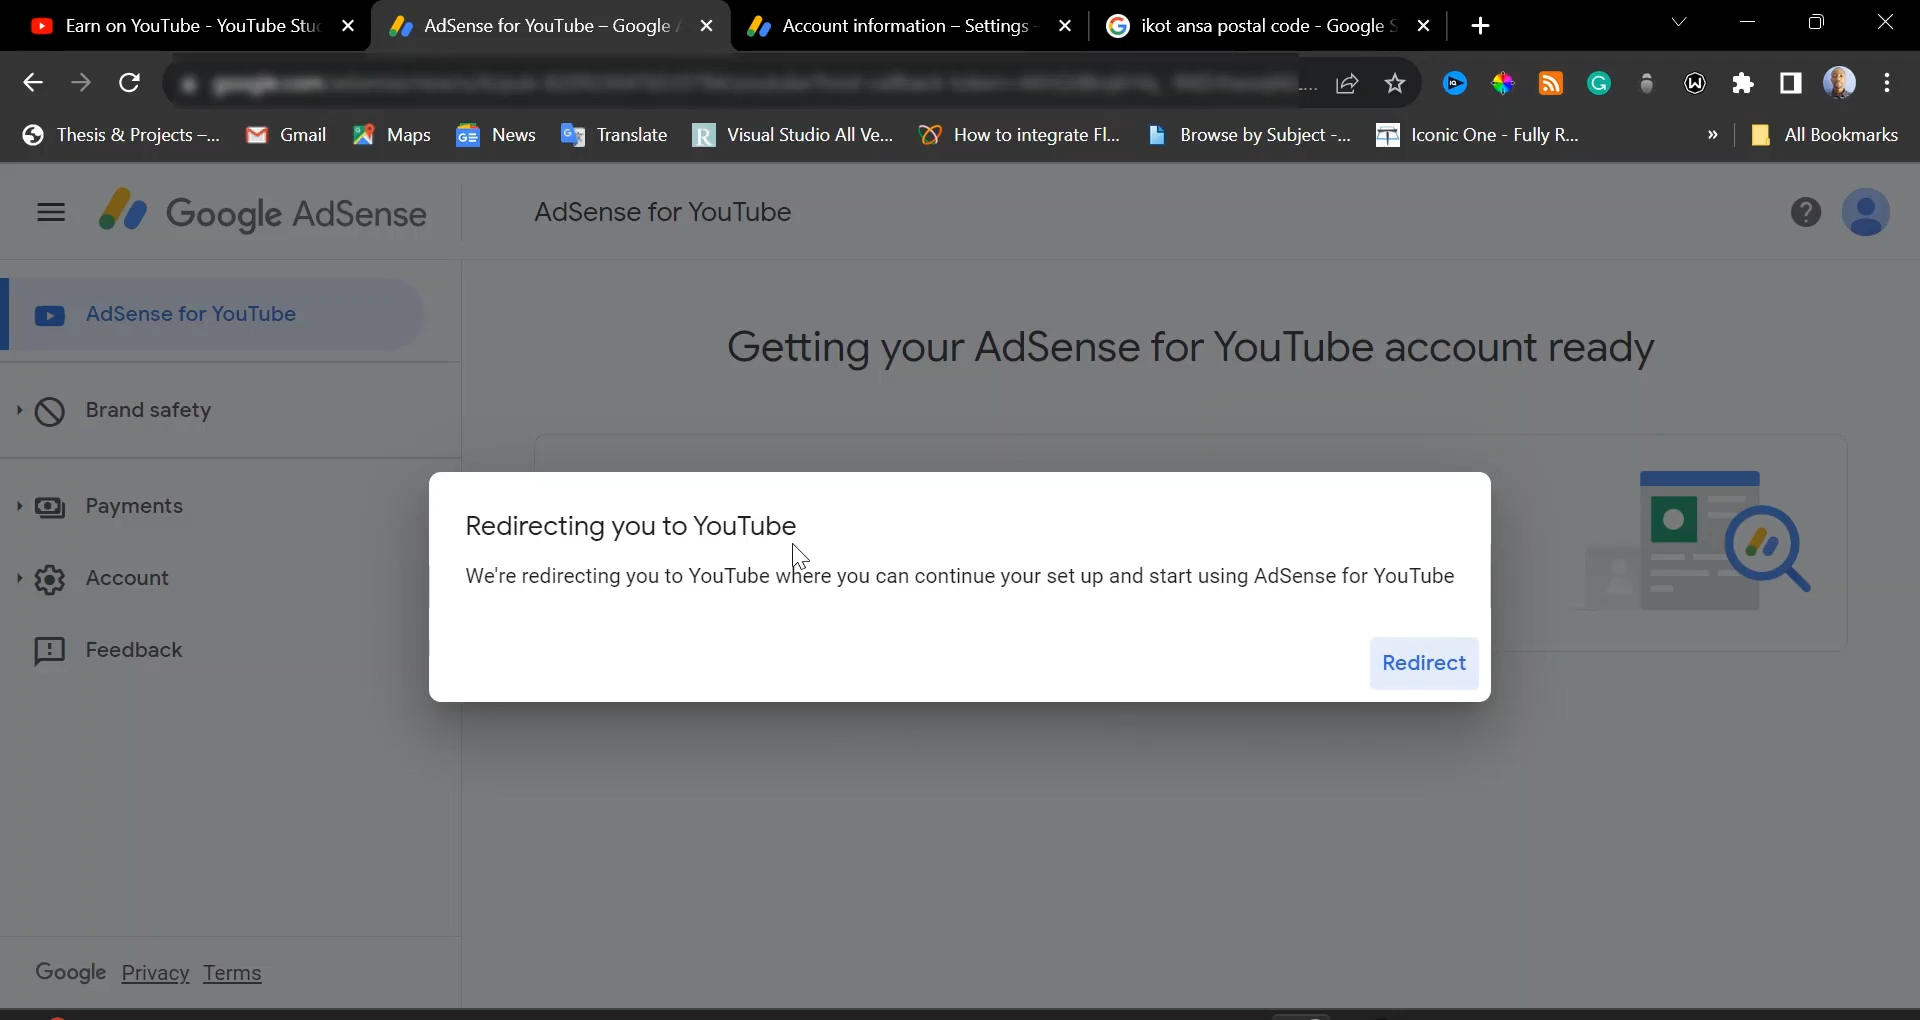 Earn on YouTube - YouTube Stu
AdSense for YouTube – Google A
Account information – Settings -
ikot ansa postal code - Google S
google.com
Thesis & Projects –...
Gmail
Maps
News
Translate
Visual Studio All Ve...
How to integrate Fl...
Browse by Subject -...
Iconic One - Fully R...
»
All Bookmarks
Google AdSense
AdSense for YouTube
AdSense for YouTube
Getting your AdSense for YouTube account ready
Brand safety
Payments
Account
Feedback
Redirecting you to YouTube
We're redirecting you to YouTube where you can continue your set up and start using AdSense for YouTube
Redirect
Google Privacy Terms